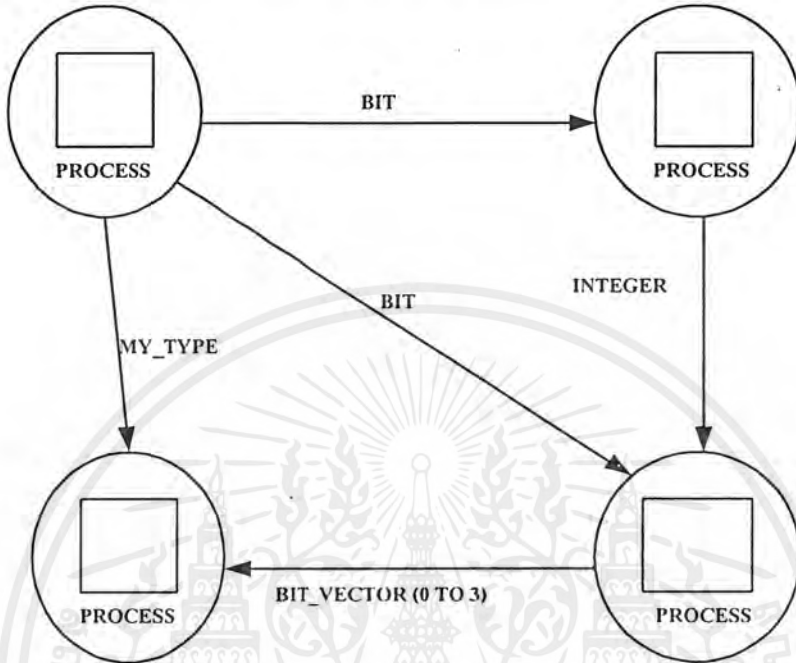 BIT
PROCESS
PROCESS
INTEGER
BIT
MY_TYPE
BIT_VECTOR (0 TO 3)
PROCESS
PROCESS